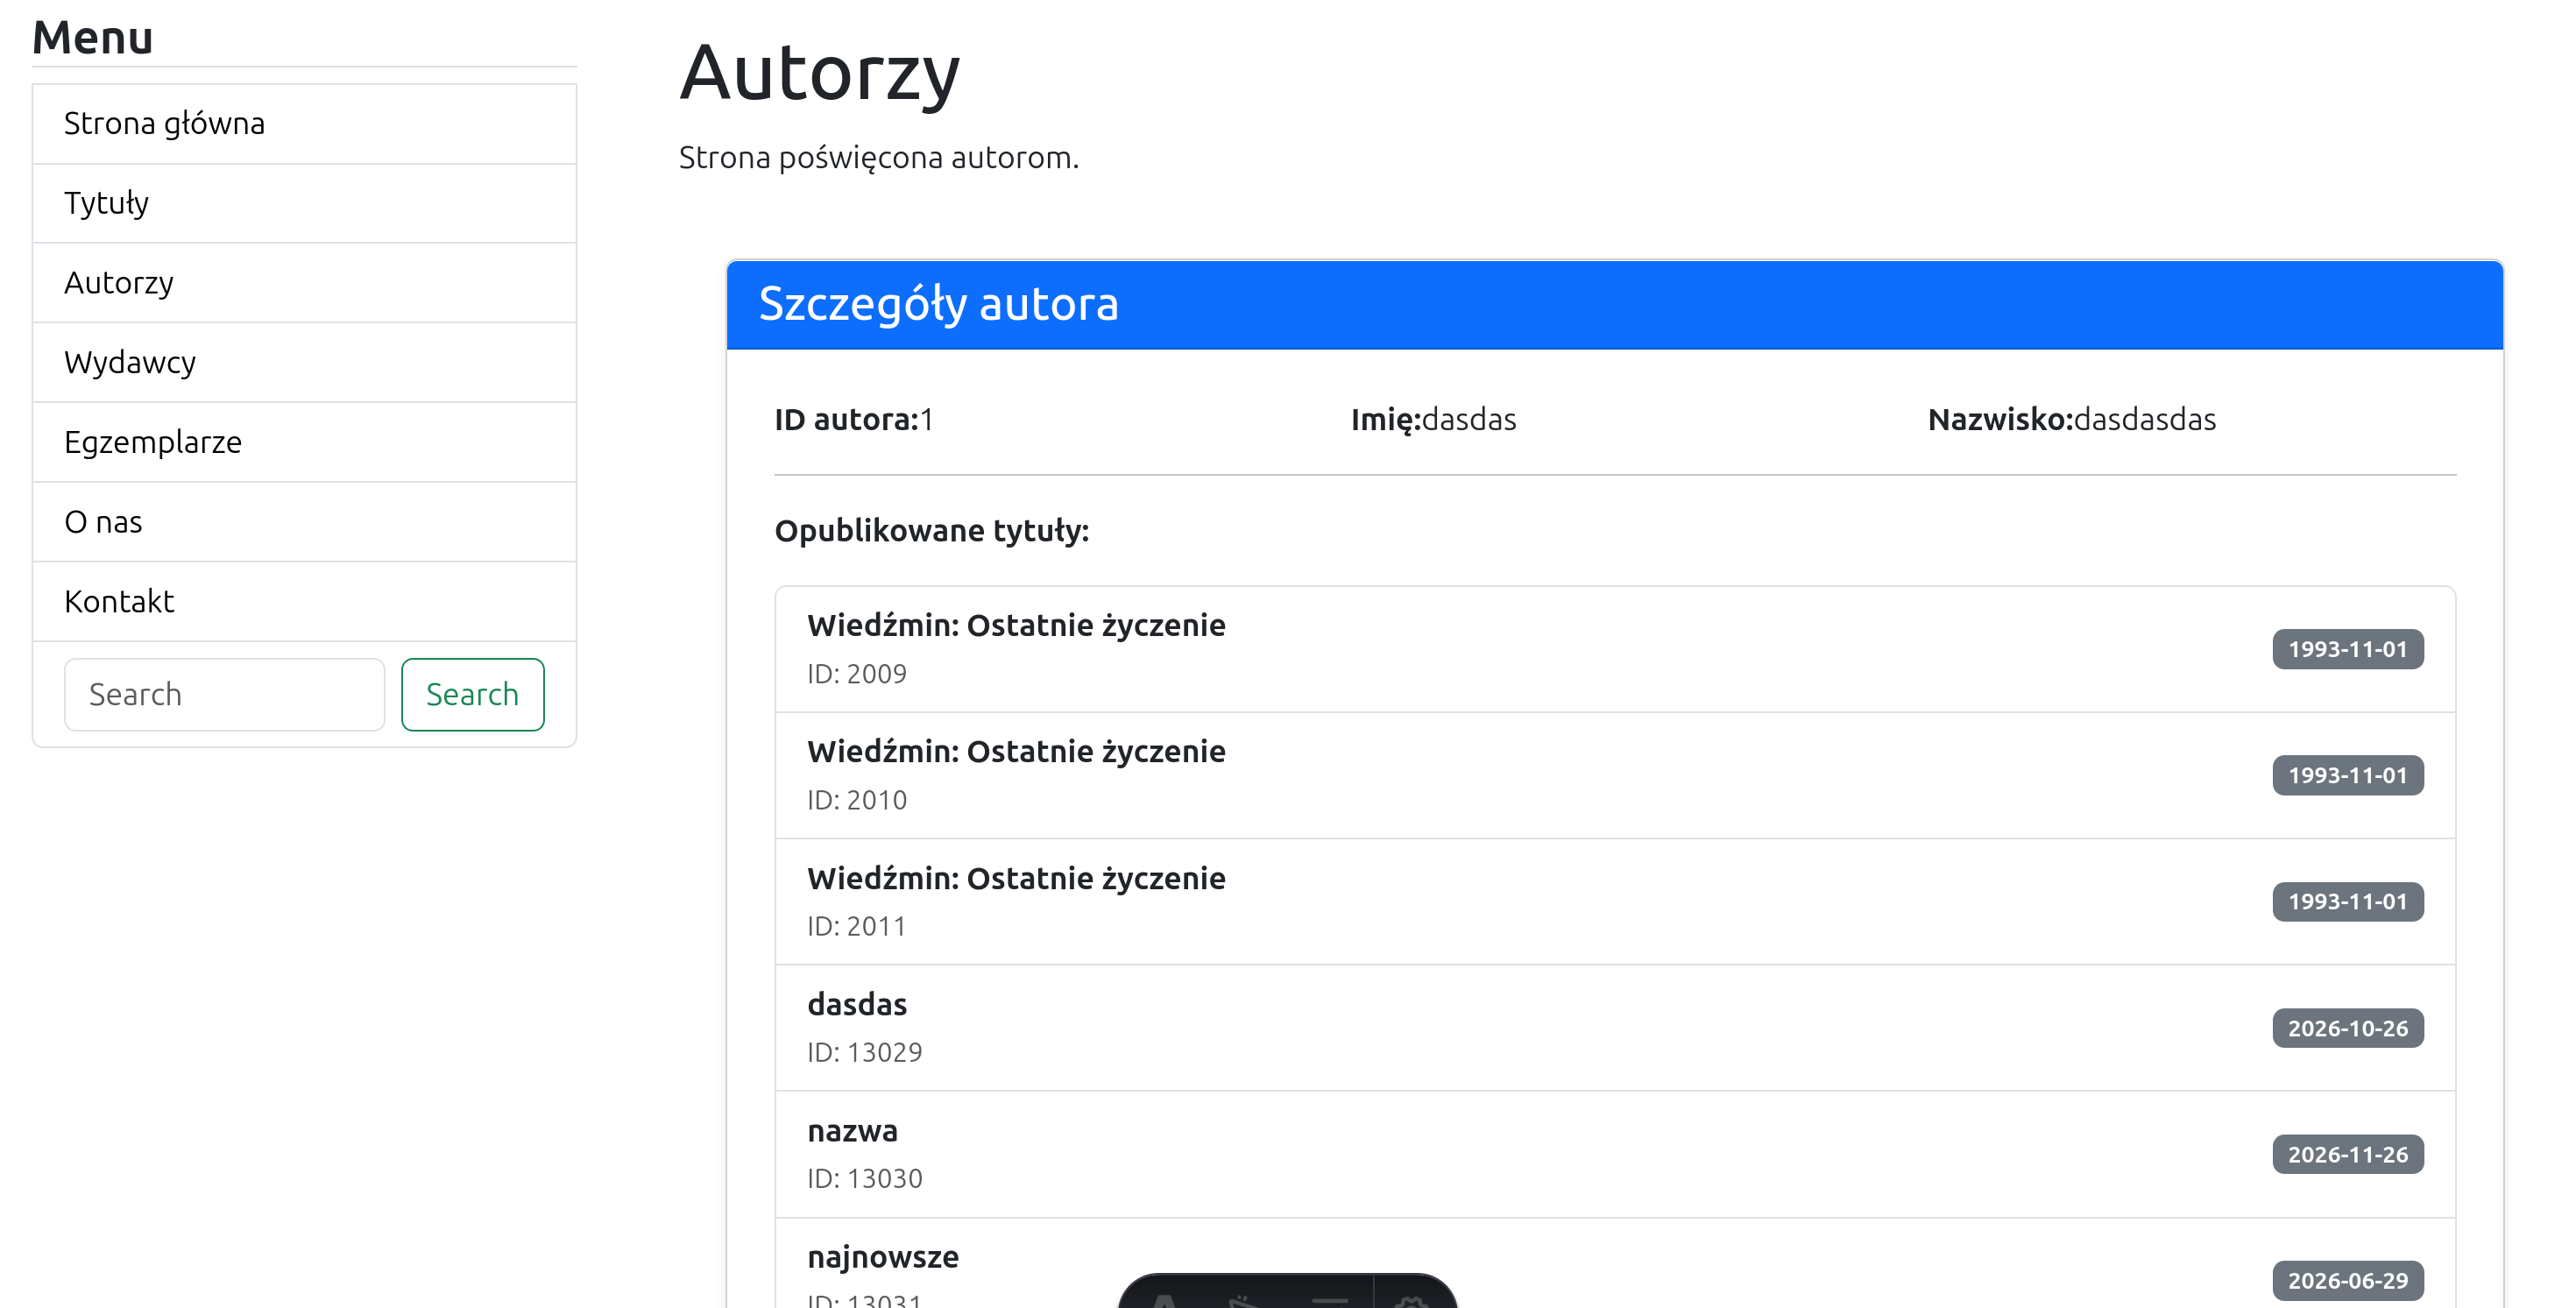 Menu
Strona główna
Tytuły
Autorzy
Wydawcy
Egzemplarze
O nas
Kontakt
Search Search
Autorzy
Strona poświęcona autorom.
Szczegóły autora
ID autora:1 Imię:dasdas Nazwisko:dasdasdas
Opublikowane tytuły:
Wiedźmin: Ostatnie życzenie
ID: 2009
1993-11-01
Wiedźmin: Ostatnie życzenie
ID: 2010
1993-11-01
Wiedźmin: Ostatnie życzenie
ID: 2011
1993-11-01
dasdas
ID: 13029
2026-10-26
nazwa
ID: 13030
2026-11-26
najnowsze
ID: 13031
2026-06-29